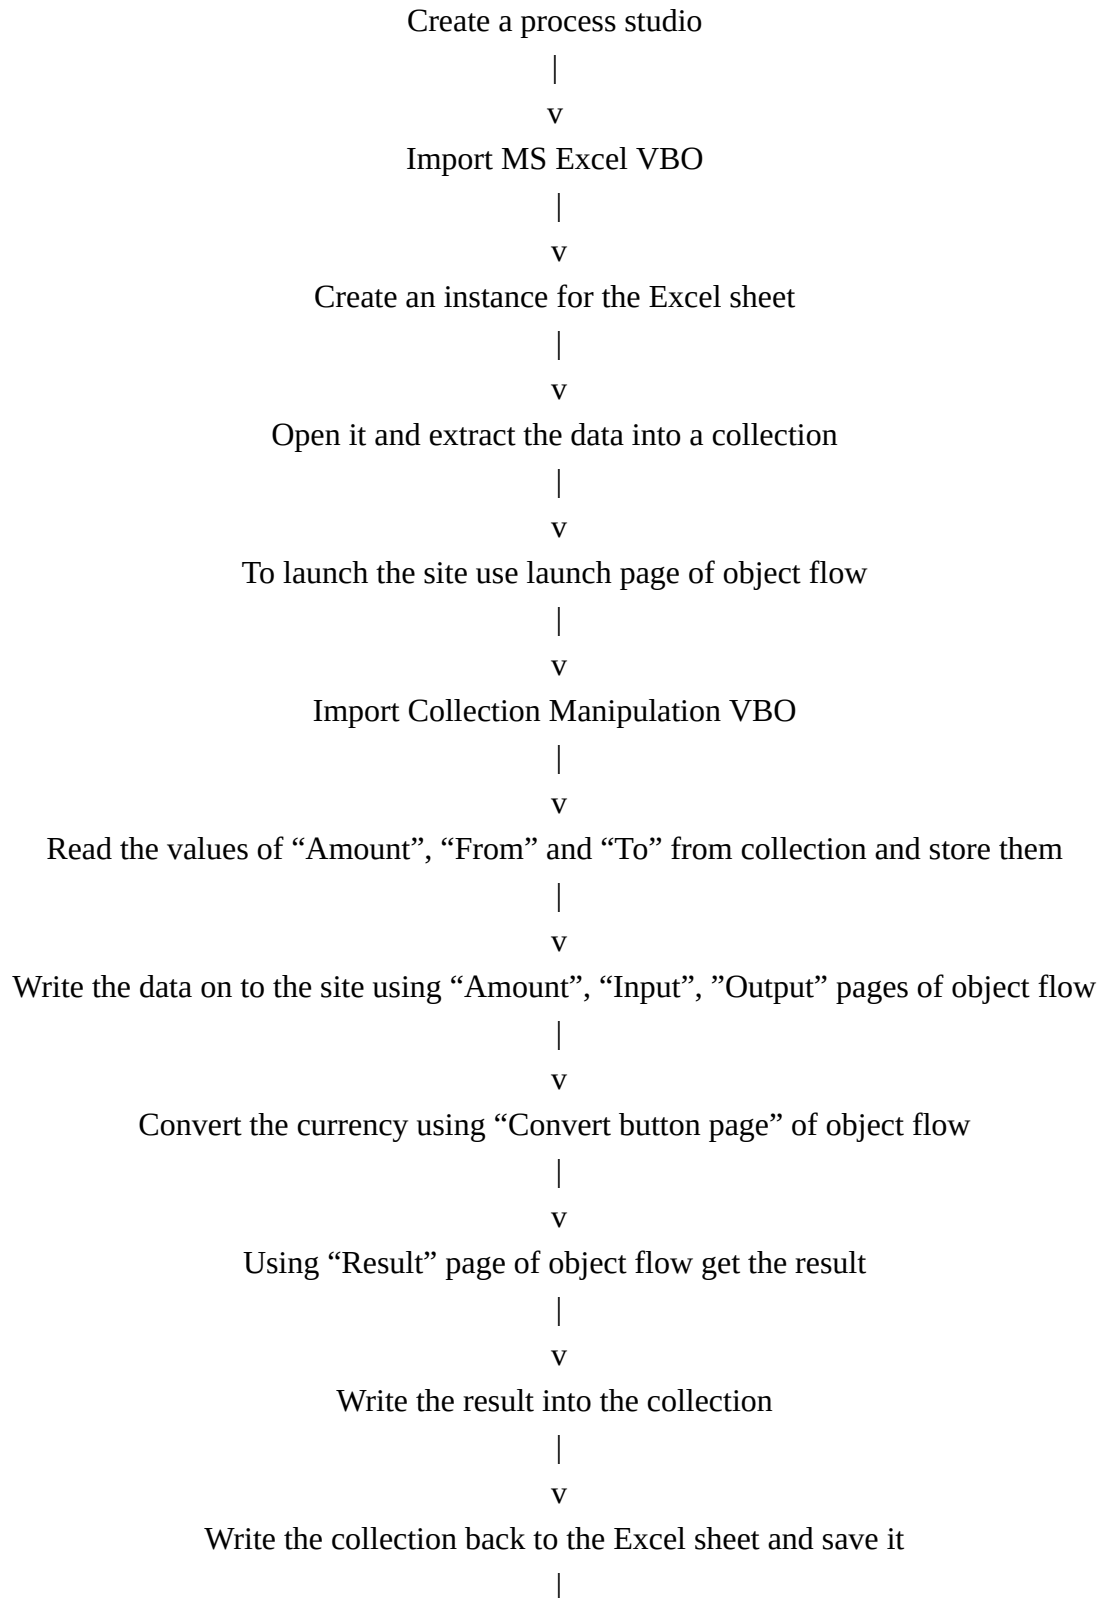 Create a process studio
|
v
Import MS Excel VBO
|
v
Create an instance for the Excel sheet
|
v
Open it and extract the data into a collection
|
v
To launch the site use launch page of object flow
|
v
Import Collection Manipulation VBO
|
v
Read the values of “Amount”, “From” and “To” from collection and store them
|
v
Write the data on to the site using “Amount”, “Input”, ”Output” pages of object flow
|
v
Convert the currency using “Convert button page” of object flow
|
v
Using “Result” page of object flow get the result
|
v
Write the result into the collection
|
v
Write the collection back to the Excel sheet and save it
|